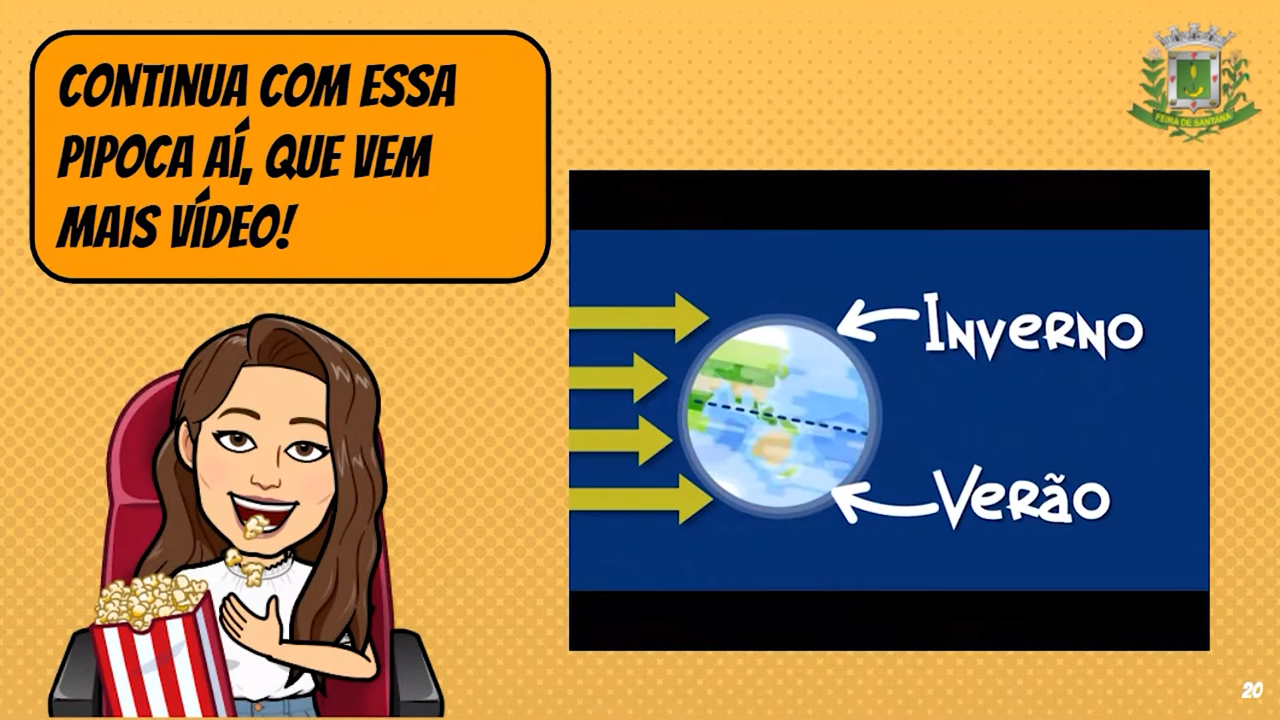 CONTINUA COM ESSA
PIPOCA AÍ, QUE VEM
MAIS VÍDEO!
FEIRA DE SANTANA
INVERNO
VERÃO
20